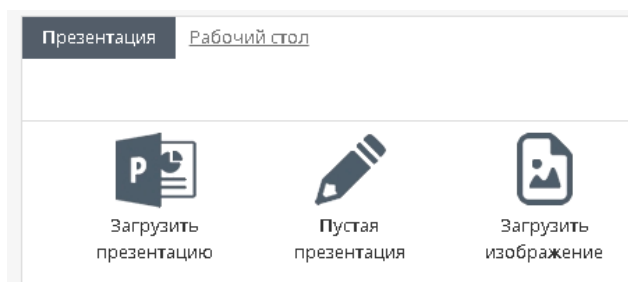 Презентация Рабочий стол
P
Загрузить Пустая Загрузить
презентацию презентация изображение